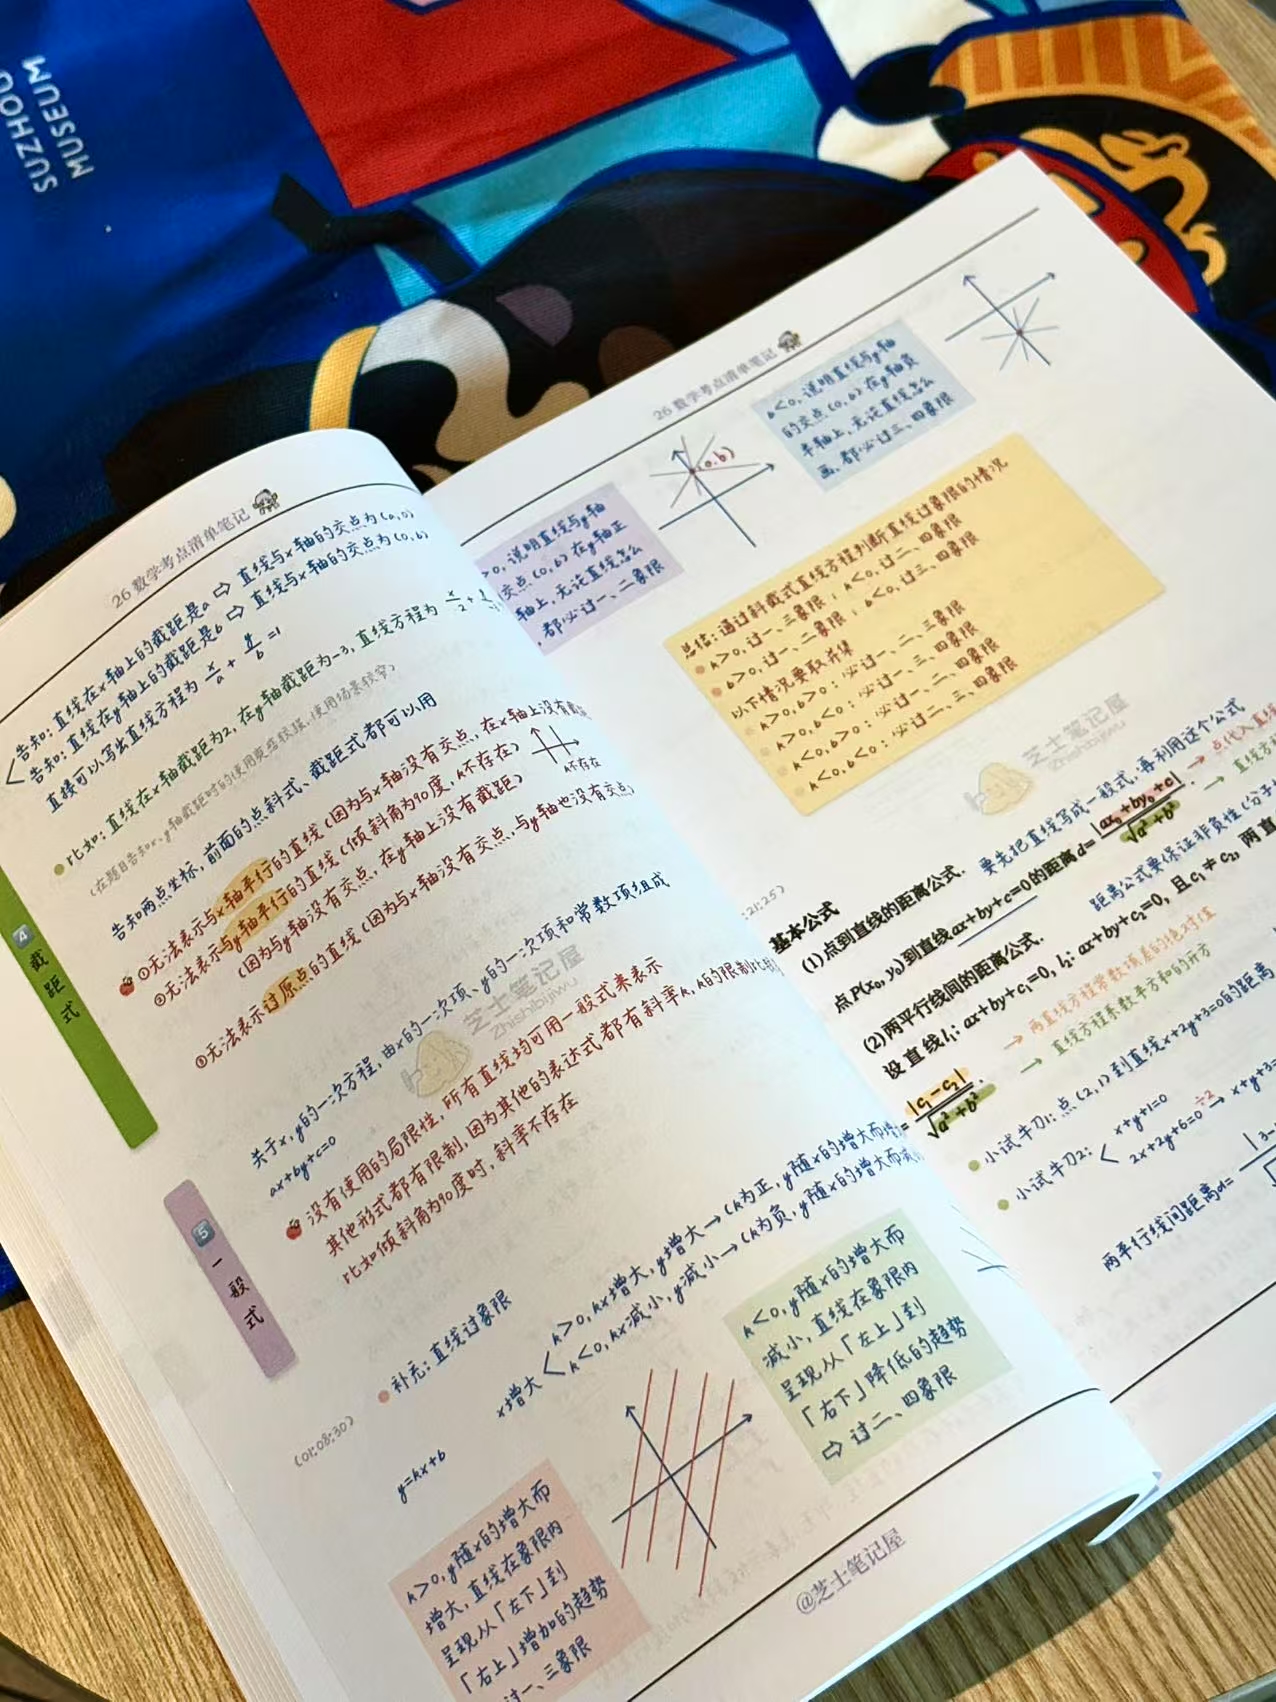 SUZHOU
MUSEUM
26 数学考点清单笔记
告知:直线在x轴上的截距是a ⇨ 直线与x轴的交点为(a,0)
告知:直线在y轴上的截距是b ⇨ 直线与x轴的交点为(0,b)
直接可以写出直线方程为 x/a + y/b =1
比如:直线在x轴截距为2,在y轴截距为-3,直线方程为 x/2+
(在题目告知x、y轴截距时的使用更容易
使用场景较窄)
告知两点坐标,前面的点斜式、截距式都可以用
①无法表示与x轴平行的直线(因为与x轴没有交点,在x轴上没有截
②无法表示与y轴平行的直线(倾斜角为90度,k不存在)
k不存在
(因为与y轴没有交点,在y轴上没有截距)
③无法表示过原点的直线(因为与x轴没有交点,与y轴也没有交点)
4 截距式
关于x,y的一次方程,由x的一次项、y的一次项和常数项组成
ax+by+c=0
芝士笔记屋
Zhishibijiwu
没有使用的局限性,所有直线均可用一般式来表示
其他形式都有限制,因为其他的表达式都有斜率k,k的限制比
比如倾斜角为90度时,斜率不存在
5 一般式
补充:直线过象限
(01:08:30)
x增大
k>0,kx增大,y增大→(k为正,y随x的增大而增
k<0,kx减小,y减小→(k为负,y随x的增大而减
y=kx+b
k>0,y随x的增大而
增大,直线在象限内
呈现从「左下」到
「右上」增加的趋势
过一、三象限
k<0,y随x的增大而
减小,直线在象限内
呈现从「左上」到
「右下」降低的趋势
⇨ 过二、四象限
26 数学考点清单笔记
>0,说明直线与y轴
交点(0,b)在y轴正
轴上,无论直线怎么
都必过一、二象限
(0,b)
b<0,说明直线与y轴
的交点(0,b)在y轴负
半轴上,无论直线怎么
画,都必过三、四象限
总结:通过斜截式直线方程判断直线过象限的情况
k>0,过一、三象限;k<0,过二、四象限
b>0,过一、二象限;b<0,过三、四象限
以下情况要取并集
k>0,b>0:必过一、二、三象限
k>0,b<0:必过一、三、四象限
k<0,b>0:必过一、二、四象限
k<0,b<0:必过二、三、四象限
芝士笔记屋
Zhishibijiwu
:21:25)
基本公式
(1)点到直线的距离公式. 要先把直线写成一般式,再利用这个公式
点P(x₀,y₀)到直线ax+by+c=0的距离d=|ax₀+by₀+c|/√(a²+b²)
→ 点代入直线
→ 直线方
距离公式要保证非负性(分子
(2)两平行线间的距离公式.
设直线l₁: ax+by+c₁=0, l₂: ax+by+c₂=0, 且c₁≠c₂, 两直
=|c₁-c₂|/√(a²+b²).
→ 两直线方程常数项差的绝对值
→ 直线方程系数平方和的开方
小试牛刀1:点(2,1)到直线x+2y+3=0的距离
小试牛刀2:
x+y+1=0
2x+2y+6=0 ÷2→ x+y+3=
两平行线间距离d=
@芝士笔记屋